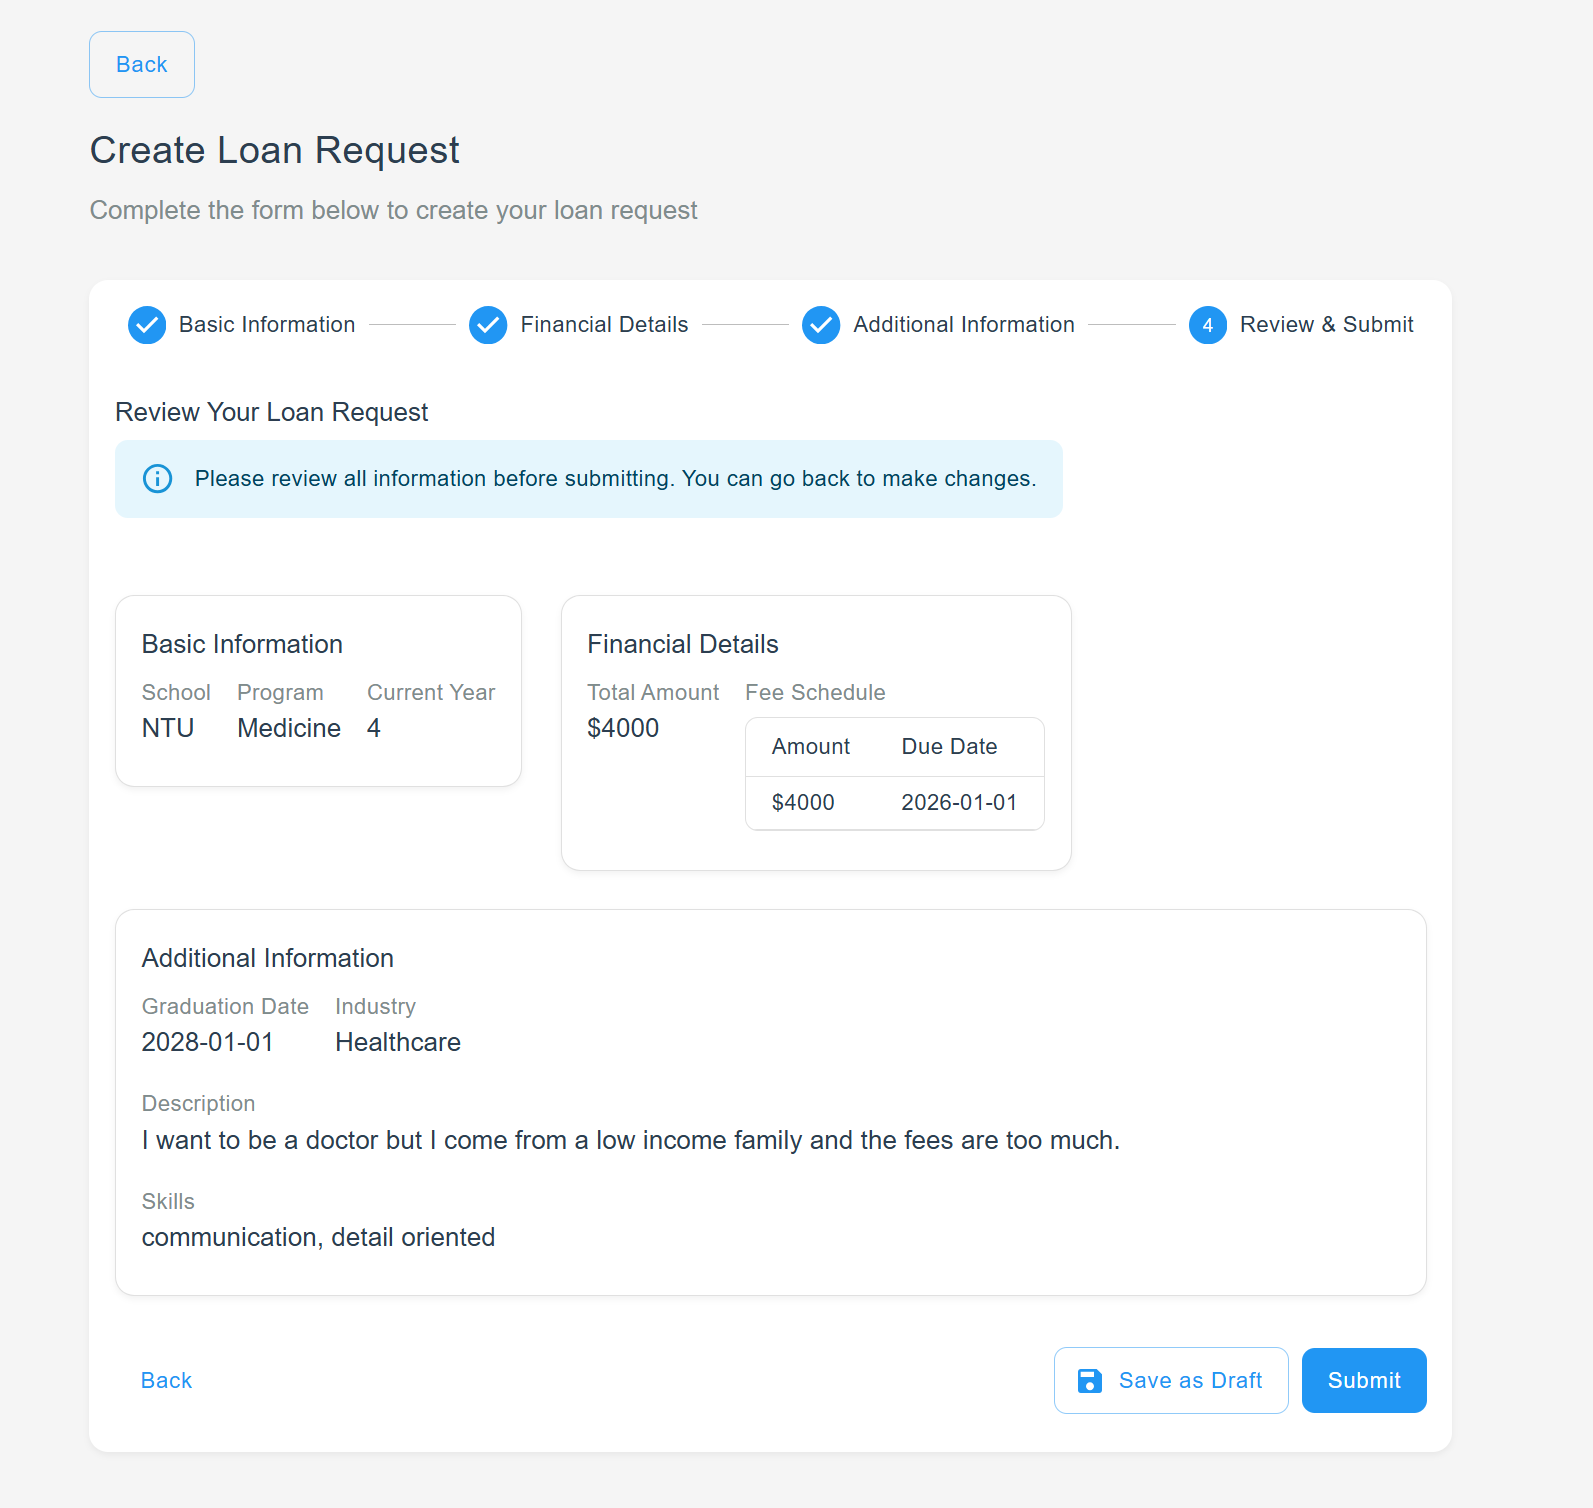 Back
Create Loan Request
Complete the form below to create your loan request
Basic Information Financial Details Additional Information 4 Review & Submit
Review Your Loan Request
Please review all information before submitting. You can go back to make changes.
Basic Information
School Program Current Year
NTU Medicine 4
Financial Details
Total Amount Fee Schedule
$4000
Amount Due Date
$4000 2026-01-01
Additional Information
Graduation Date Industry
2028-01-01 Healthcare
Description
I want to be a doctor but I come from a low income family and the fees are too much.
Skills
communication, detail oriented
Back Save as Draft Submit